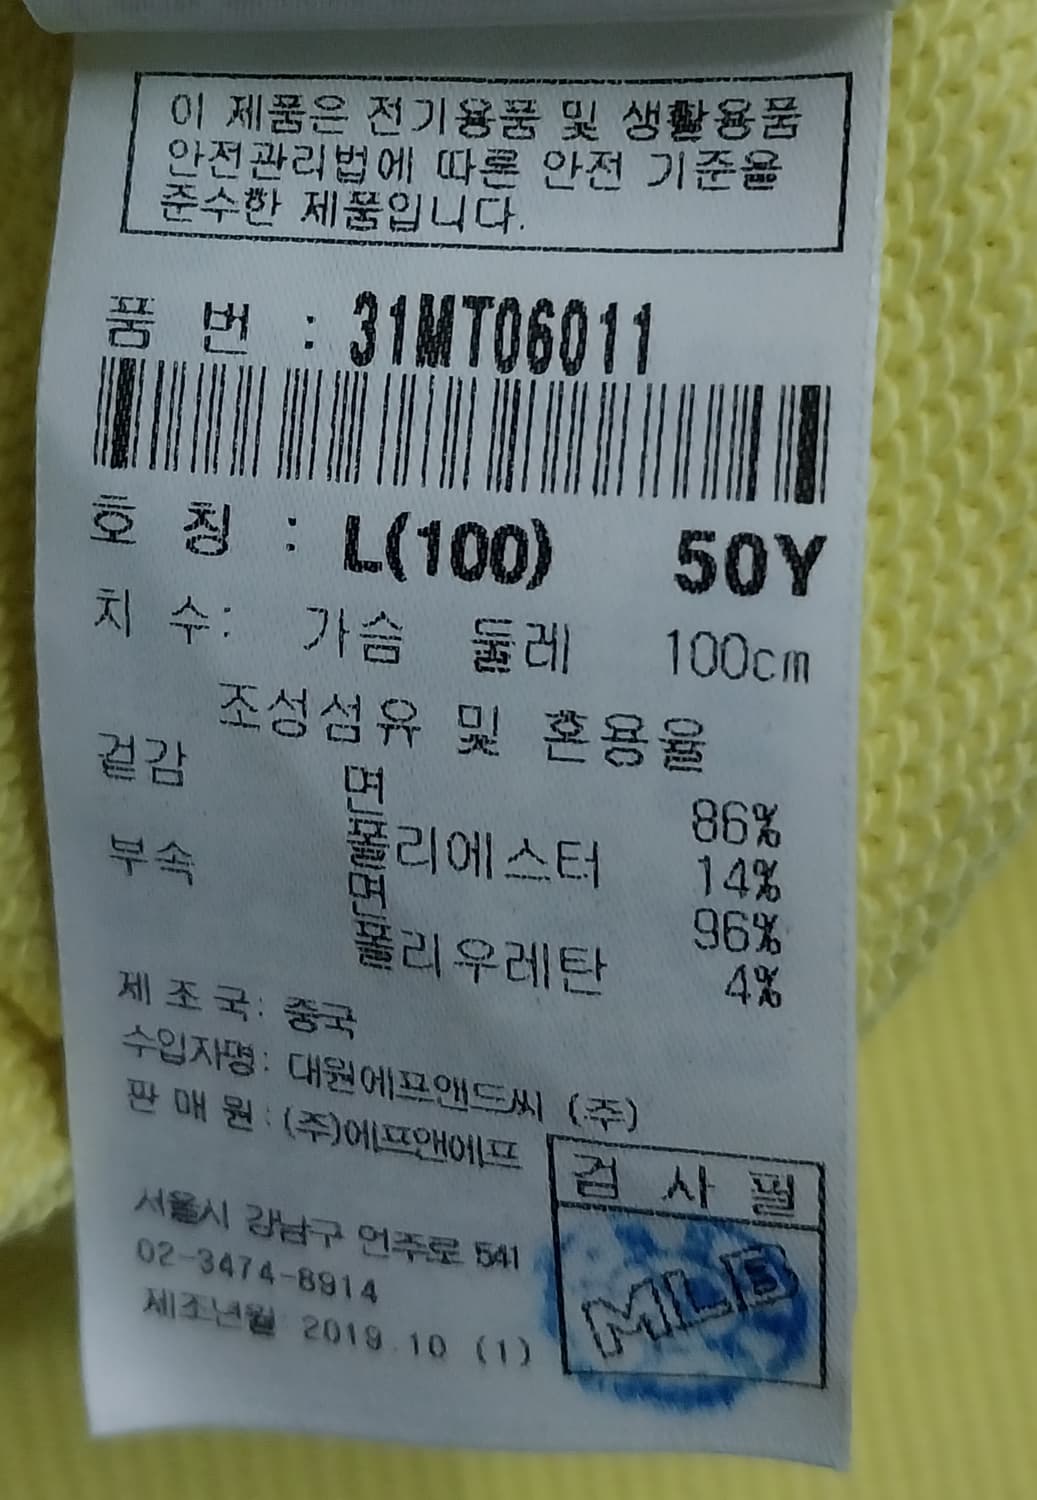 이 제품은 전기용품 및 생활용품
안전관리법에 따른 안전 기준을
준수한 제품입니다.
품 번 : 31MT06011
호 칭 : L(100) 50Y
치 수: 가슴 둘레 100cm
조성섬유 및 혼용율
겉감 면 86%
폴리에스터 14%
부속 면 96%
폴리우레탄 4%
제 조 국: 중국
수입자명: 대원에프앤드씨 (주)
판 매 원: (주)에프앤에프
검 사 필
서울시 강남구 언주로 541
02-3474-8914
MLB
제조년월 2019.10 (1)